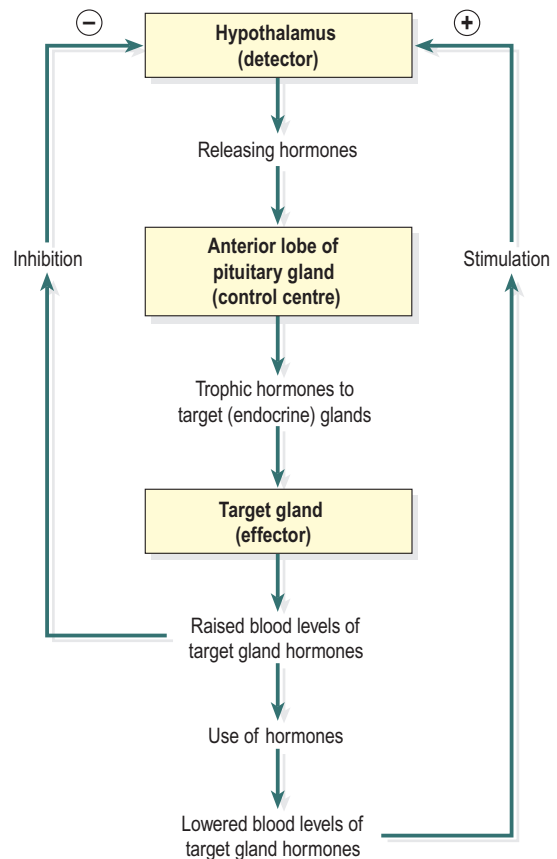 −
+
Hypothalamus
(detector)
Releasing hormones
Anterior lobe of
pituitary gland
(control centre)
Inhibition
Stimulation
Trophic hormones to
target (endocrine) glands
Target gland
(effector)
Raised blood levels of
target gland hormones
Use of hormones
Lowered blood levels of
target gland hormones